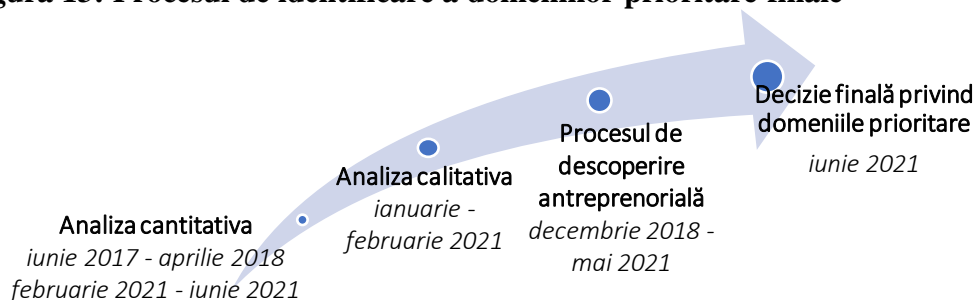 Analiza cantitativa
iunie 2017 - aprilie 2018
februarie 2021 - iunie 2021
Analiza calitativa
ianuarie -
februarie 2021
Procesul de
descoperire
antreprenorială
decembrie 2018 -
mai 2021
Decizie finală privind
domeniile prioritare
iunie 2021